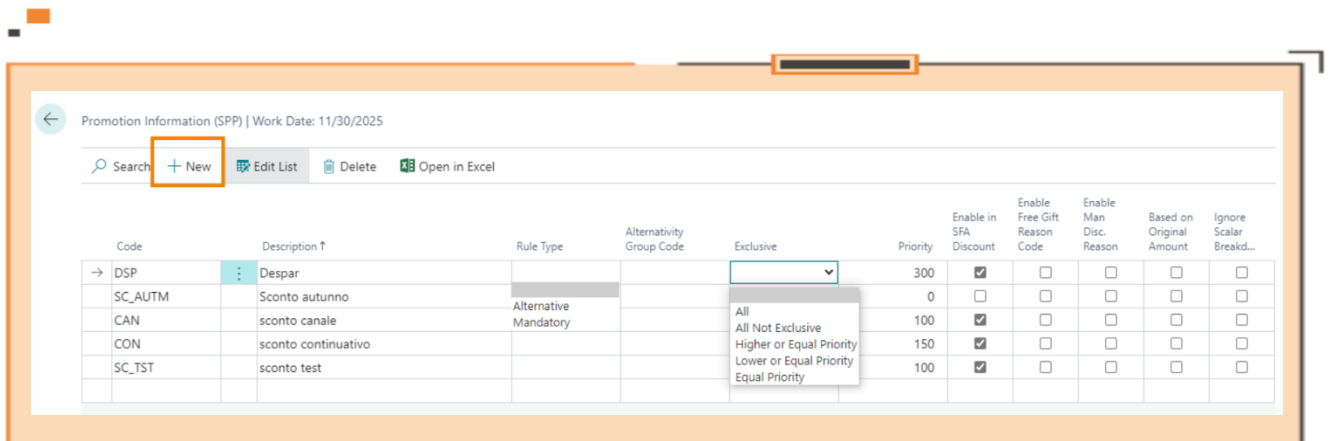 Promotion Information (SPP) | Work Date: 11/30/2025
Search
New
Edit List
Delete
Open in Excel
Code
Description ↑
Rule Type
Alternativity
Group Code
Exclusive
Priority
Enable in
SFA
Discount
Enable
Free Gift
Reason
Code
Enable
Man
Disc.
Reason
Based on
Original
Amount
Ignore
Scalar
Breakd...
DSP
Despar
300
SC_AUTM
Sconto autunno
0
CAN
sconto canale
100
CON
sconto continuativo
150
SC_TST
sconto test
100
Alternative
Mandatory
All
All Not Exclusive
Higher or Equal Priority
Lower or Equal Priority
Equal Priority